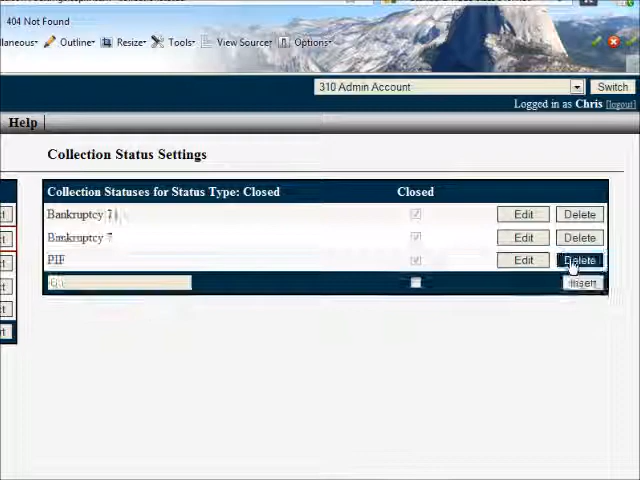 404 Not Found
llaneous▾ Outline▾ Resize▾ Tools▾ View Source▾ Options▾
310 Admin Account Switch
Logged in as Chris [logout]
Help
Collection Status Settings
Collection Statuses for Status Type: Closed Closed
Bankruptcy 7 Edit Delete
Bankruptcy 7 Edit Delete
PIF Edit Delete
Insert